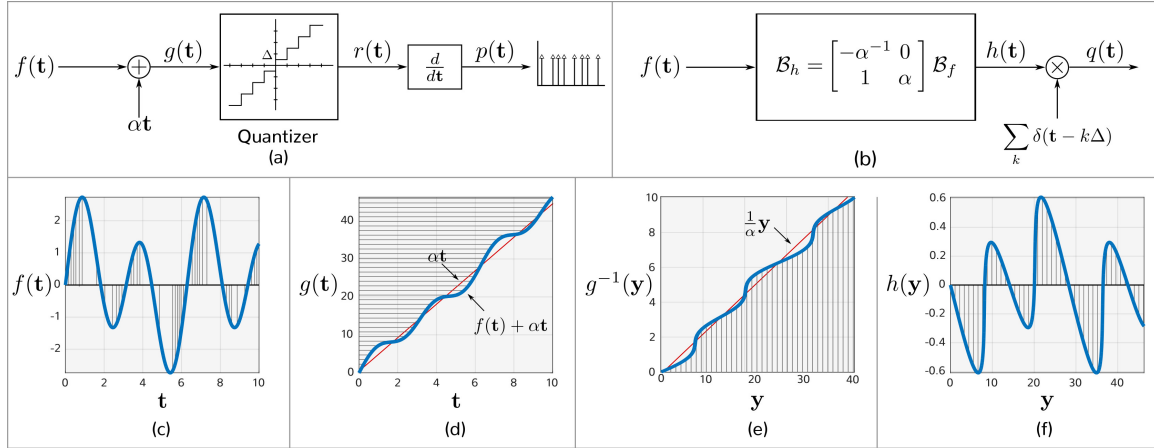 f(t)
+
αt
g(t)
Δ
Quantizer
r(t)
d/dt
p(t)
(a)
f(t)
𝓑_h = [−α⁻¹ 0
1 α] 𝓑_f
h(t)
×
q(t)
∑_k δ(t − kΔ)
(b)
f(t)
2
1
0
-1
-2
0 2 4 6 8 10
t
(c)
g(t)
40
30
20
10
0
αt
f(t) + αt
0 2 4 6 8 10
t
(d)
g⁻¹(y)
10
8
6
4
2
0
1/α y
0 10 20 30 40
y
(e)
h(y)
0.6
0.4
0.2
0
-0.2
-0.4
-0.6
0 10 20 30 40
y
(f)